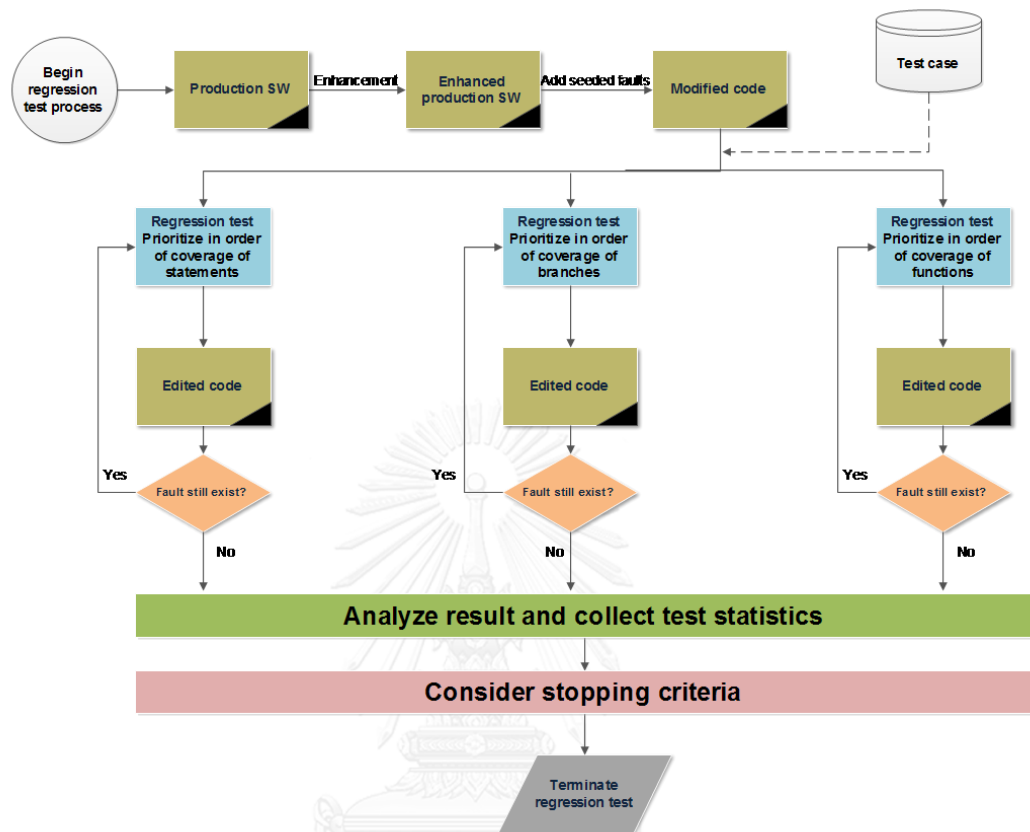 Begin
regression
test process
Production SW
Enhancement
Enhanced
production SW
Add seeded faults
Modified code
Test case
Regression test
Prioritize in order
of coverage of
statements
Regression test
Prioritize in order
of coverage of
branches
Regression test
Prioritize in order
of coverage of
functions
Edited code
Edited code
Edited code
Yes
Fault still exist?
Yes
Fault still exist?
Yes
Fault still exist?
No
No
No
Analyze result and collect test statistics
Consider stopping criteria
Terminate
regression test